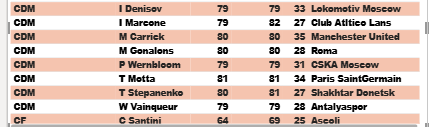 CDM I Denisov 79 79 33 Lokomotiv Moscow
CDM I Marcone 79 82 27 Club Atltico Lans
CDM M Carrick 80 80 35 Manchester United
CDM M Gonalons 80 80 28 Roma
CDM P Wernbloom 79 79 31 CSKA Moscow
CDM T Motta 81 81 34 Paris SaintGermain
CDM T Stepanenko 80 81 27 Shakhtar Donetsk
CDM W Vainqueur 79 79 28 Antalyaspor
CF C Santini 64 69 25 Ascoli